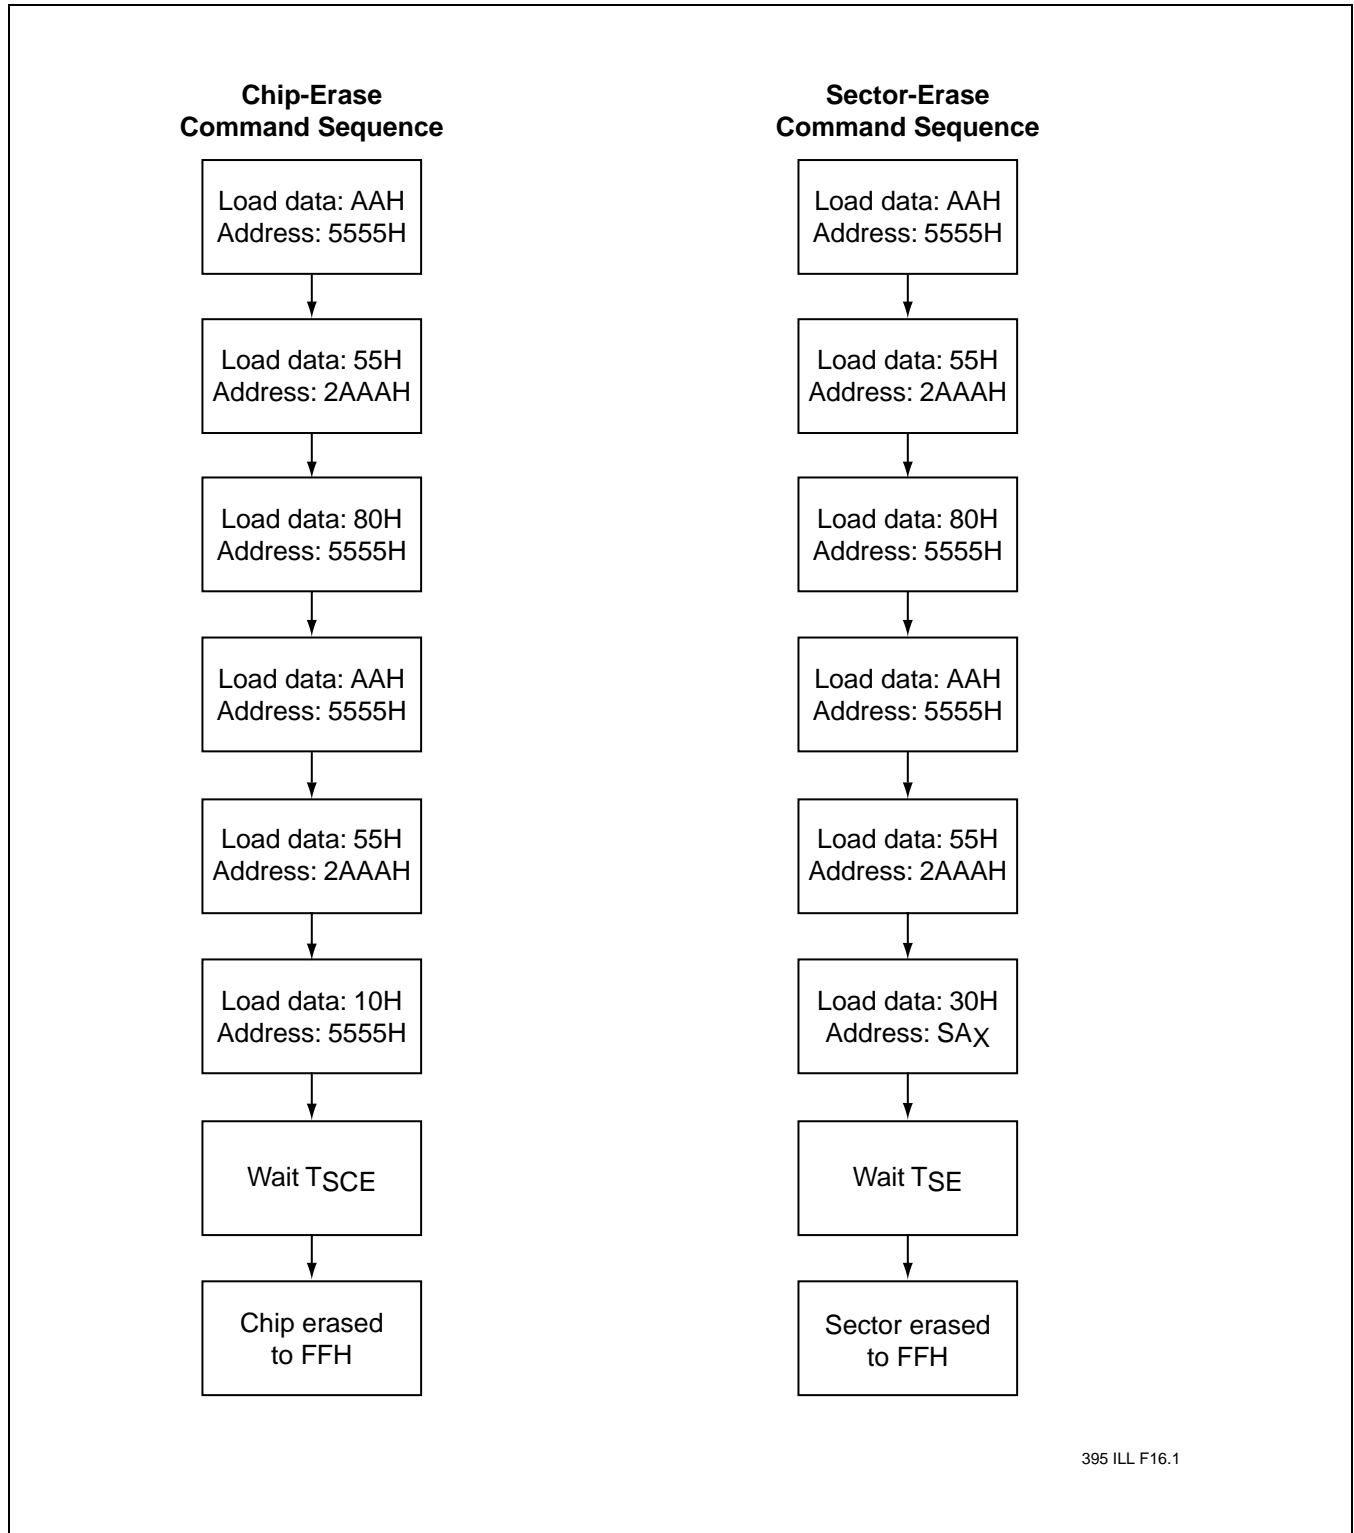 Chip-Erase
Command Sequence
Load data: AAH
Address: 5555H
Load data: 55H
Address: 2AAAH
Load data: 80H
Address: 5555H
Load data: AAH
Address: 5555H
Load data: 55H
Address: 2AAAH
Load data: 10H
Address: 5555H
Wait TSCE
Chip erased
to FFH
Sector-Erase
Command Sequence
Load data: AAH
Address: 5555H
Load data: 55H
Address: 2AAAH
Load data: 80H
Address: 5555H
Load data: AAH
Address: 5555H
Load data: 55H
Address: 2AAAH
Load data: 30H
Address: SAX
Wait TSE
Sector erased
to FFH
395 ILL F16.1